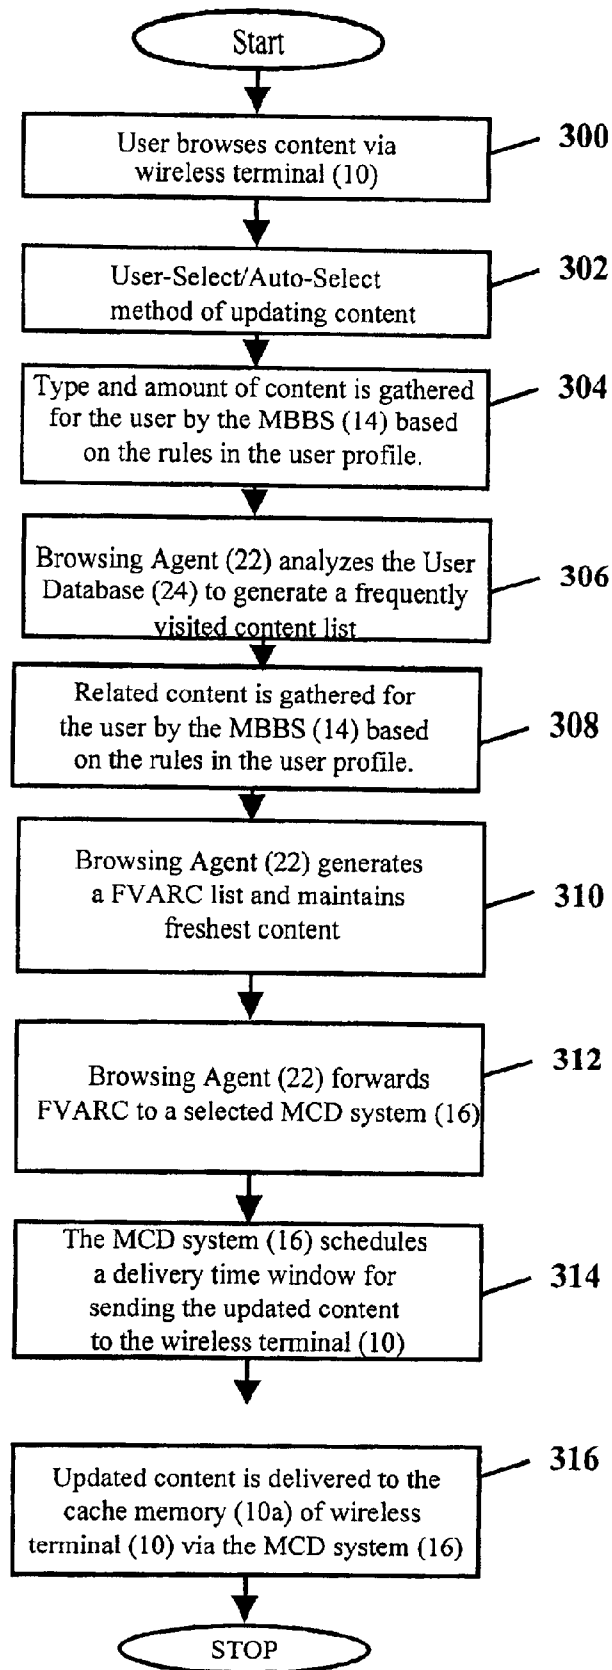 Start
User browses content via
wireless terminal (10)
300
User-Select/Auto-Select
method of updating content
302
Type and amount of content is gathered
for the user by the MBBS (14) based
on the rules in the user profile.
304
Browsing Agent (22) analyzes the User
Database (24) to generate a frequently
visited content list
306
Related content is gathered for
the user by the MBBS (14) based
on the rules in the user profile.
308
Browsing Agent (22) generates
a FVARC list and maintains
freshest content
310
Browsing Agent (22) forwards
FVARC to a selected MCD system (16)
312
The MCD system (16) schedules
a delivery time window for
sending the updated content
to the wireless terminal (10)
314
Updated content is delivered to the
cache memory (10a) of wireless
terminal (10) via the MCD system (16)
316
STOP